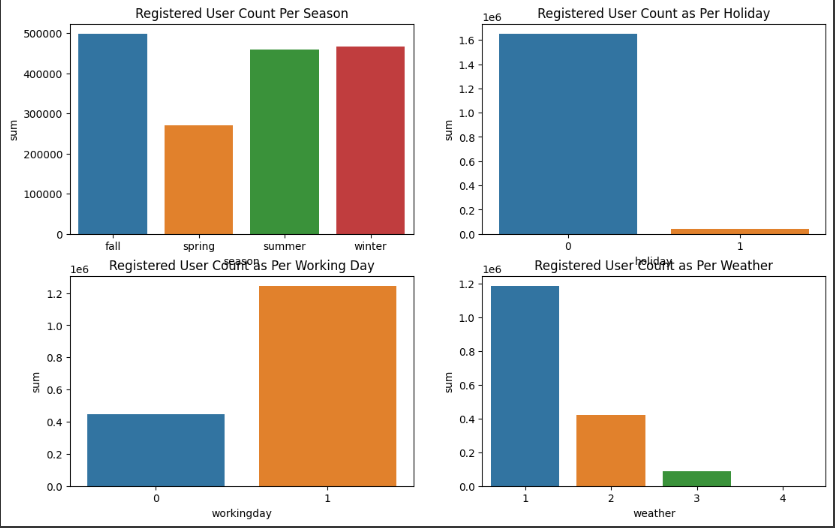 Registered User Count Per Season
500000
400000
300000
200000
100000
0
sum
fall spring summer winter
season
Registered User Count as Per Holiday
1e6
1.6
1.4
1.2
1.0
0.8
0.6
0.4
0.2
0.0
sum
0 1
holiday
Registered User Count as Per Working Day
1e6
1.2
1.0
0.8
0.6
0.4
0.2
0.0
sum
0 1
workingday
Registered User Count as Per Weather
1e6
1.2
1.0
0.8
0.6
0.4
0.2
0.0
sum
1 2 3 4
weather